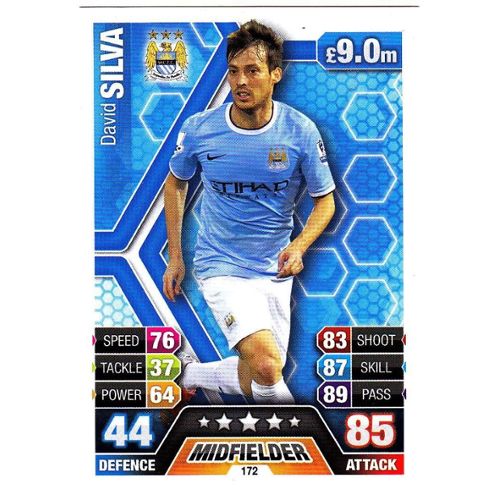 David SILVA
£9.0m
ETIHAD
AIRWAYS
SPEED 76
TACKLE 37
POWER 64
83 SHOOT
87 SKILL
89 PASS
44
DEFENCE
MIDFIELDER
172
85
ATTACK